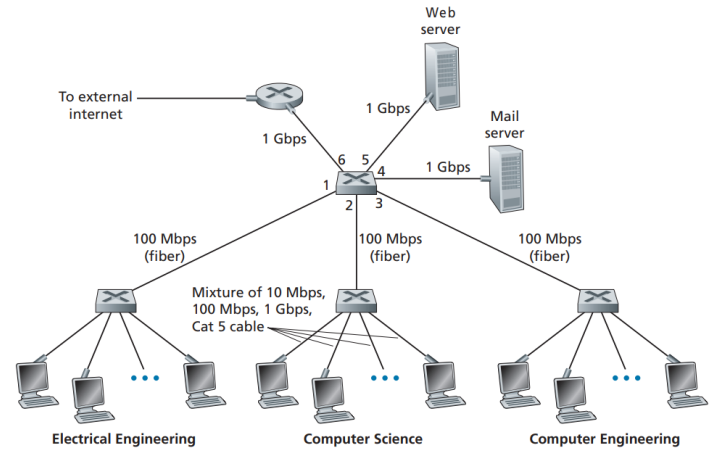 Web
server
To external
internet
1 Gbps
1 Gbps
Mail
server
1 Gbps
6
5
4
1
2
3
100 Mbps
(fiber)
100 Mbps
(fiber)
100 Mbps
(fiber)
Mixture of 10 Mbps,
100 Mbps, 1 Gbps,
Cat 5 cable
Electrical Engineering
Computer Science
Computer Engineering